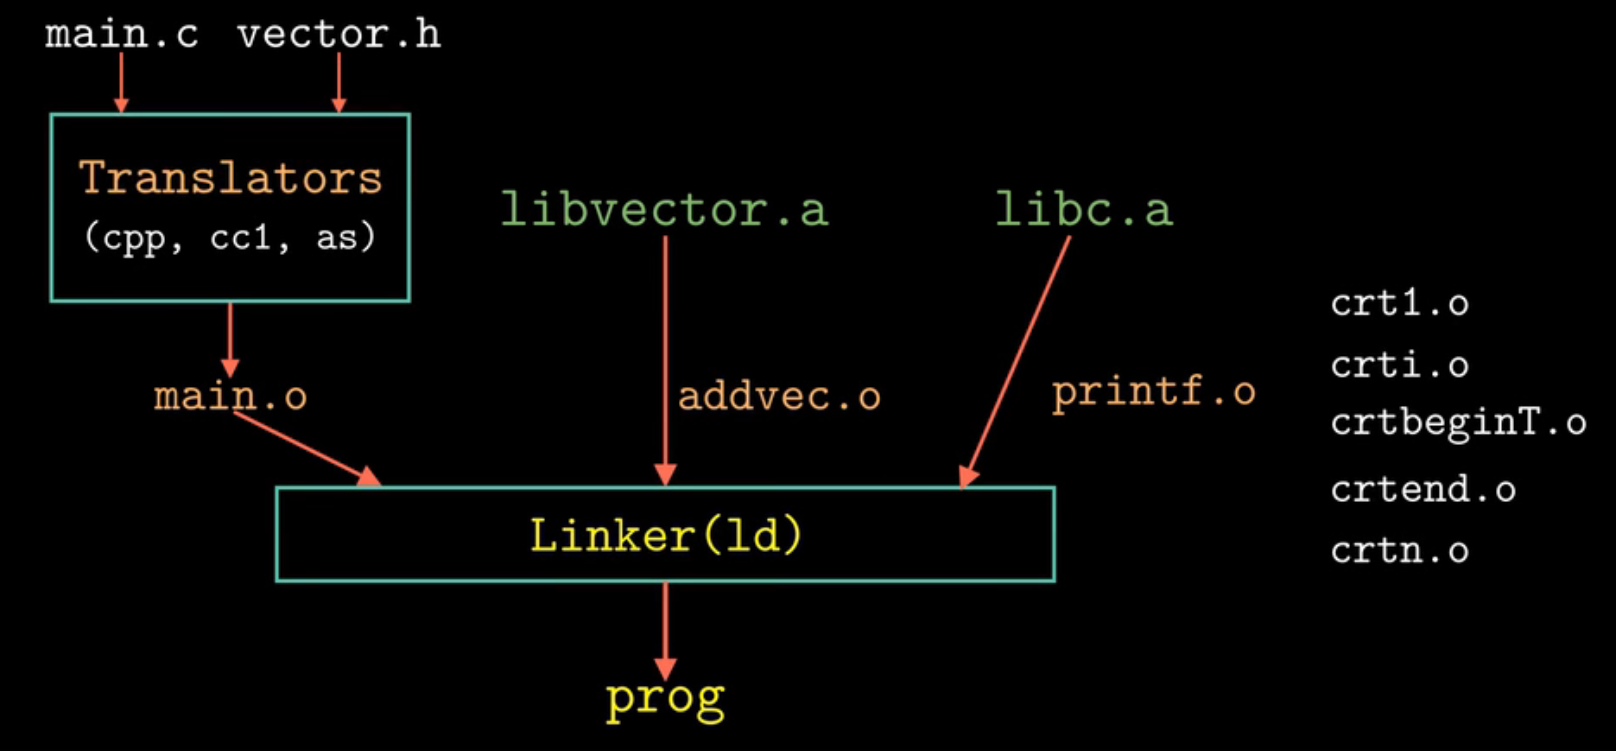 main.c vector.h
Translators
(cpp, cc1, as)
libvector.a
libc.a
main.o
addvec.o
printf.o
crt1.o
crti.o
crtbeginT.o
crtend.o
crtn.o
Linker(ld)
prog